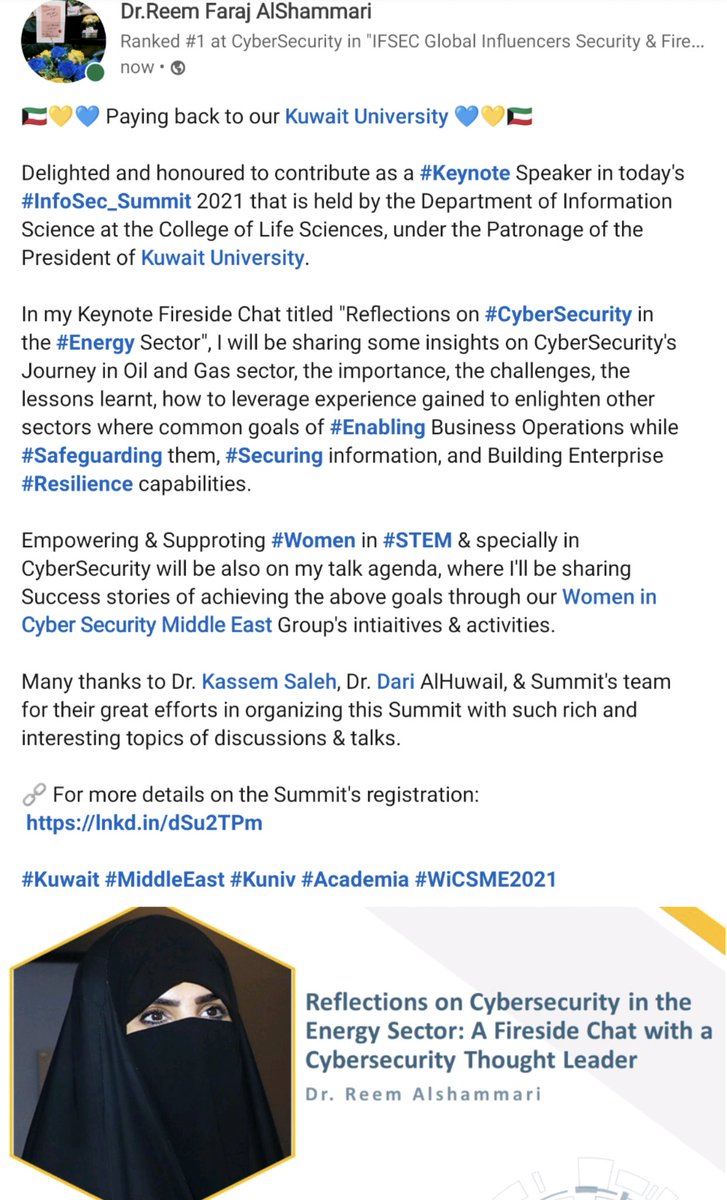 Dr.Reem Faraj AlShammari
Ranked #1 at CyberSecurity in "IFSEC Global Influencers Security & Fire...
now •
🇰🇼💛💙 Paying back to our Kuwait University 💙💛🇰🇼
Delighted and honoured to contribute as a #Keynote Speaker in today's
#InfoSec_Summit 2021 that is held by the Department of Information
Science at the College of Life Sciences, under the Patronage of the
President of Kuwait University.
In my Keynote Fireside Chat titled "Reflections on #CyberSecurity in
the #Energy Sector", I will be sharing some insights on CyberSecurity's
Journey in Oil and Gas sector, the importance, the challenges, the
lessons learnt, how to leverage experience gained to enlighten other
sectors where common goals of #Enabling Business Operations while
#Safeguarding them, #Securing information, and Building Enterprise
#Resilience capabilities.
Empowering & Supproting #Women in #STEM & specially in
CyberSecurity will be also on my talk agenda, where I'll be sharing
Success stories of achieving the above goals through our Women in
Cyber Security Middle East Group's intiaitives & activities.
Many thanks to Dr. Kassem Saleh, Dr. Dari AlHuwail, & Summit's team
for their great efforts in organizing this Summit with such rich and
interesting topics of discussions & talks.
🔗 For more details on the Summit's registration:
https://lnkd.in/dSu2TPm
#Kuwait #MiddleEast #Kuniv #Academia #WiCSME2021
Reflections on Cybersecurity in the
Energy Sector: A Fireside Chat with a
Cybersecurity Thought Leader
Dr. Reem Alshammari